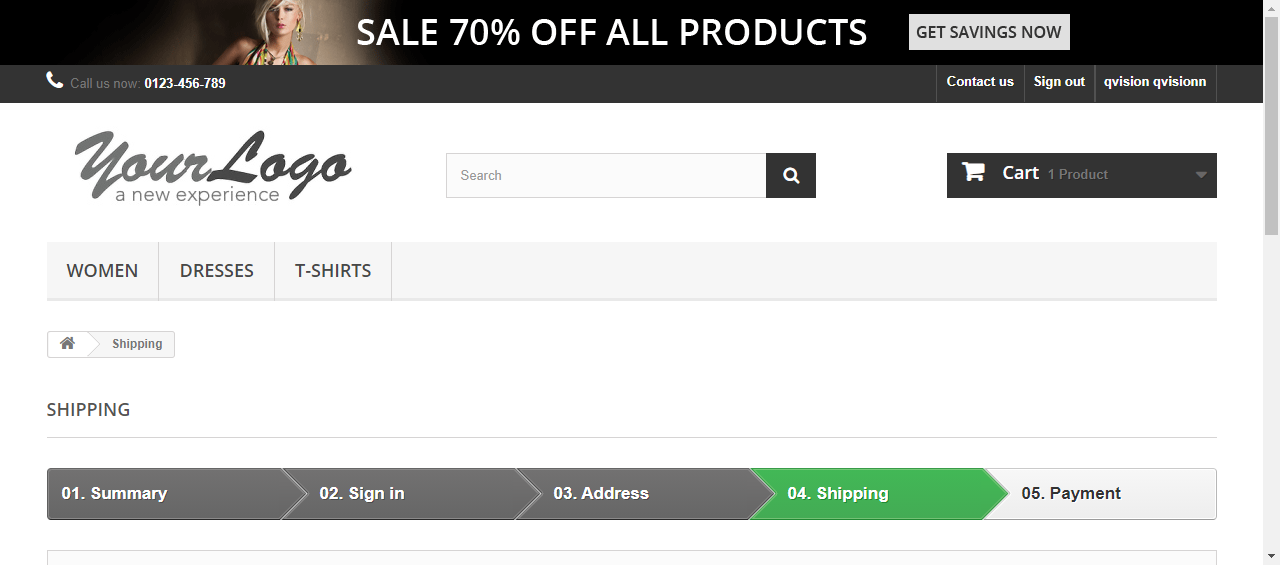 SALE 70% OFF ALL PRODUCTS GET SAVINGS NOW
Call us now: 0123-456-789 Contact us Sign out qvision qvisionn
YourLogo
a new experience
Search
Cart 1 Product
WOMEN DRESSES T-SHIRTS
Shipping
SHIPPING
01. Summary 02. Sign in 03. Address 04. Shipping 05. Payment